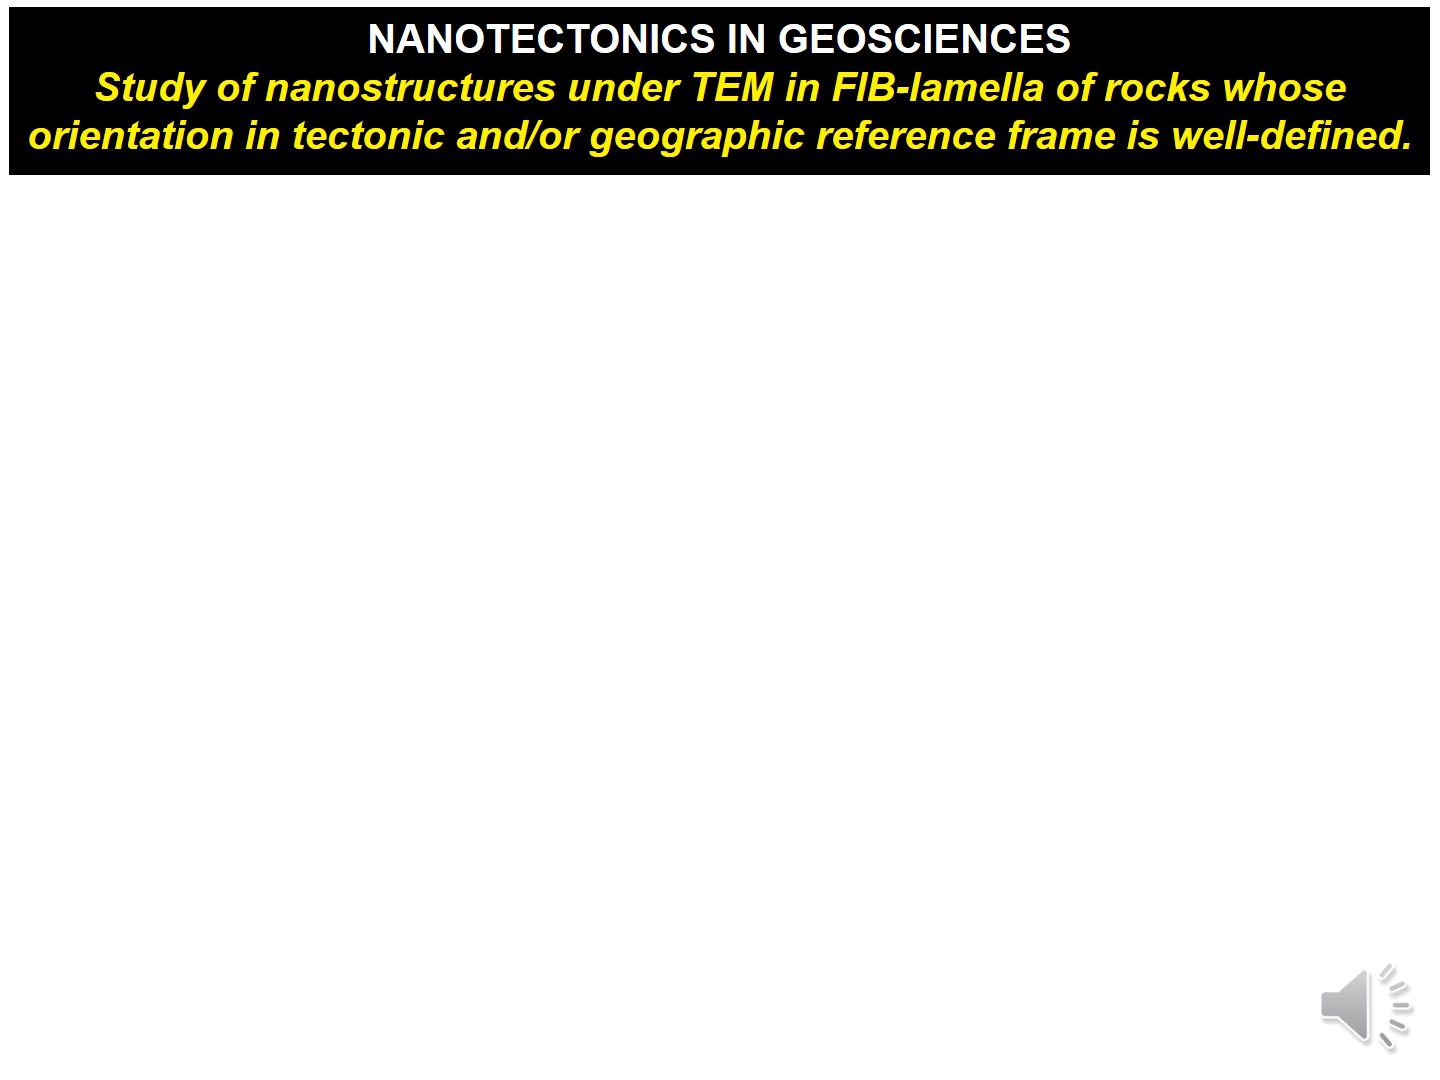 NANOTECTONICS IN GEOSCIENCES
Study of nanostructures under TEM in FIB-lamella of rocks whose
orientation in tectonic and/or geographic reference frame is well-defined.